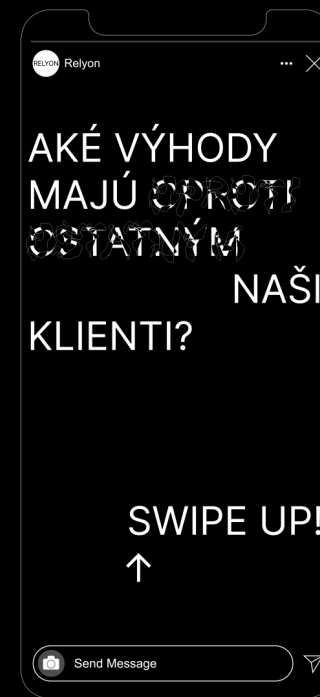 RELYON Relyon
AKÉ VÝHODY
MAJÚ OPROTI
OSTATNÝM
NAŠI
KLIENTI?
SWIPE UP!
↑
Send Message